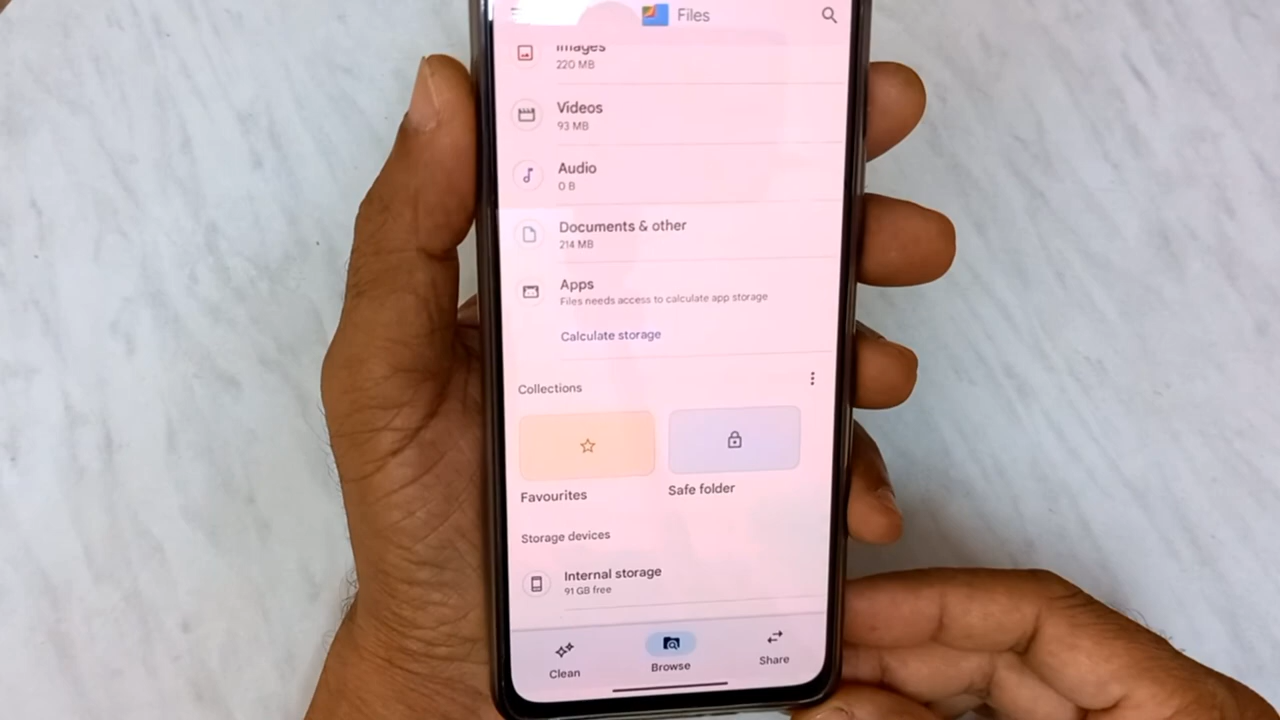 Files
Images
220 MB
Videos
93 MB
Audio
0 B
Documents & other
214 MB
Apps
Files needs access to calculate app storage
Calculate storage
Collections
Favourites
Safe folder
Storage devices
Internal storage
91 GB free
Clean
Browse
Share